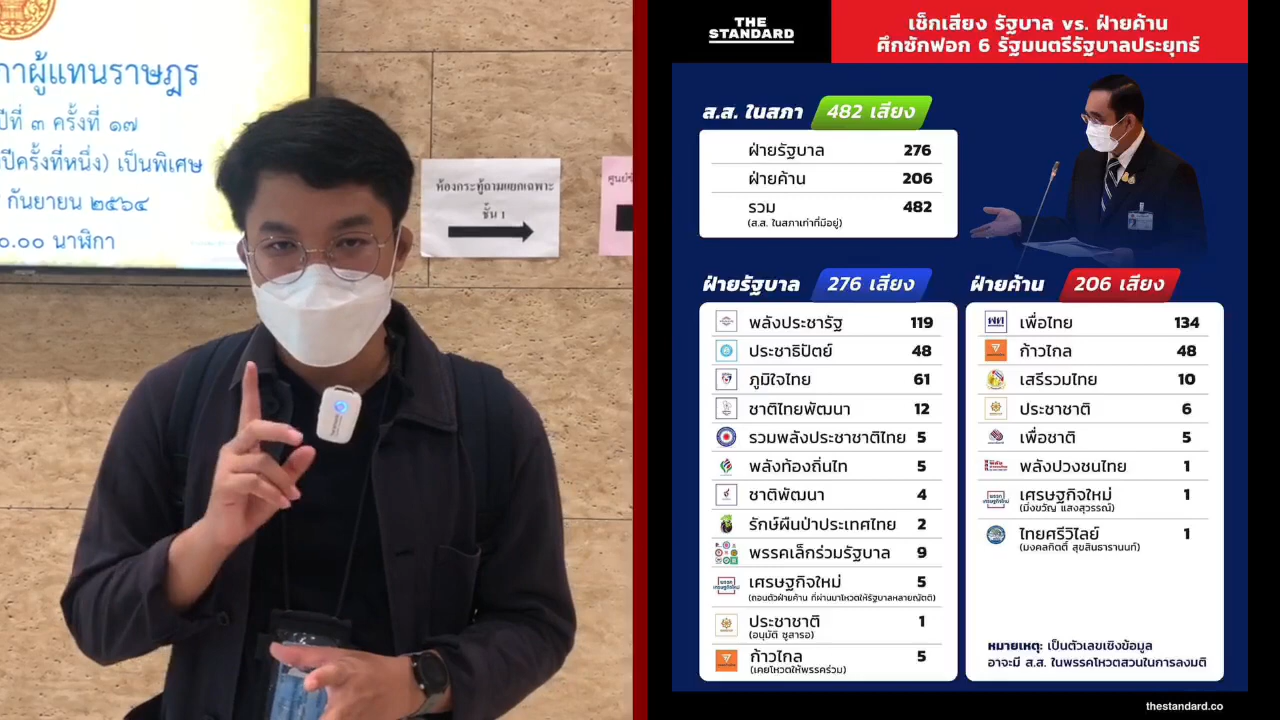 กาผู้แทนราษฎร
ปีที่ ๓ ครั้งที่ ๑๗
ปีครั้งที่หนึ่ง) เป็นพิเศษ
กันยายน ๒๕๖๔
๐.๐๐ นาฬิกา
ห้องกระทู้ถามแยกเฉพาะ
ชั้น 1
ศูนย์
THE
STANDARD
เช็กเสียง รัฐบาล vs. ฝ่ายค้าน
ศึกซักฟอก 6 รัฐมนตรีรัฐบาลประยุทธ์
ส.ส. ในสภา 482 เสียง
ฝ่ายรัฐบาล 276
ฝ่ายค้าน 206
รวม 482
(ส.ส. ในสภาเท่าที่มีอยู่)
ฝ่ายรัฐบาล 276 เสียง
พลังประชารัฐ 119
ประชาธิปัตย์ 48
ภูมิใจไทย 61
ชาติไทยพัฒนา 12
รวมพลังประชาชาติไทย 5
พลังท้องถิ่นไท 5
ชาติพัฒนา 4
รักษ์ผืนป่าประเทศไทย 2
พรรคเล็กร่วมรัฐบาล 9
เศรษฐกิจใหม่ 5
(ถอนตัวฝ่ายค้าน ที่ผ่านมาโหวตให้รัฐบาลหลายญัตติ)
ประชาชาติ 1
(อนุมัติ ซูสารอ)
ก้าวไกล 5
(เคยโหวตให้พรรคร่วม)
ฝ่ายค้าน 206 เสียง
เพื่อไทย 134
ก้าวไกล 48
เสรีรวมไทย 10
ประชาชาติ 6
เพื่อชาติ 5
พลังปวงชนไทย 1
เศรษฐกิจใหม่ 1
(มิ่งขวัญ แสงสุวรรณ์)
ไทยศรีวิไลย์ 1
(มงคลกิตติ์ สุขสินธารานนท์)
หมายเหตุ: เป็นตัวเลขเชิงข้อมูล
อาจมี ส.ส. ในพรรคโหวตสวนในการลงมติ
thestandard.co